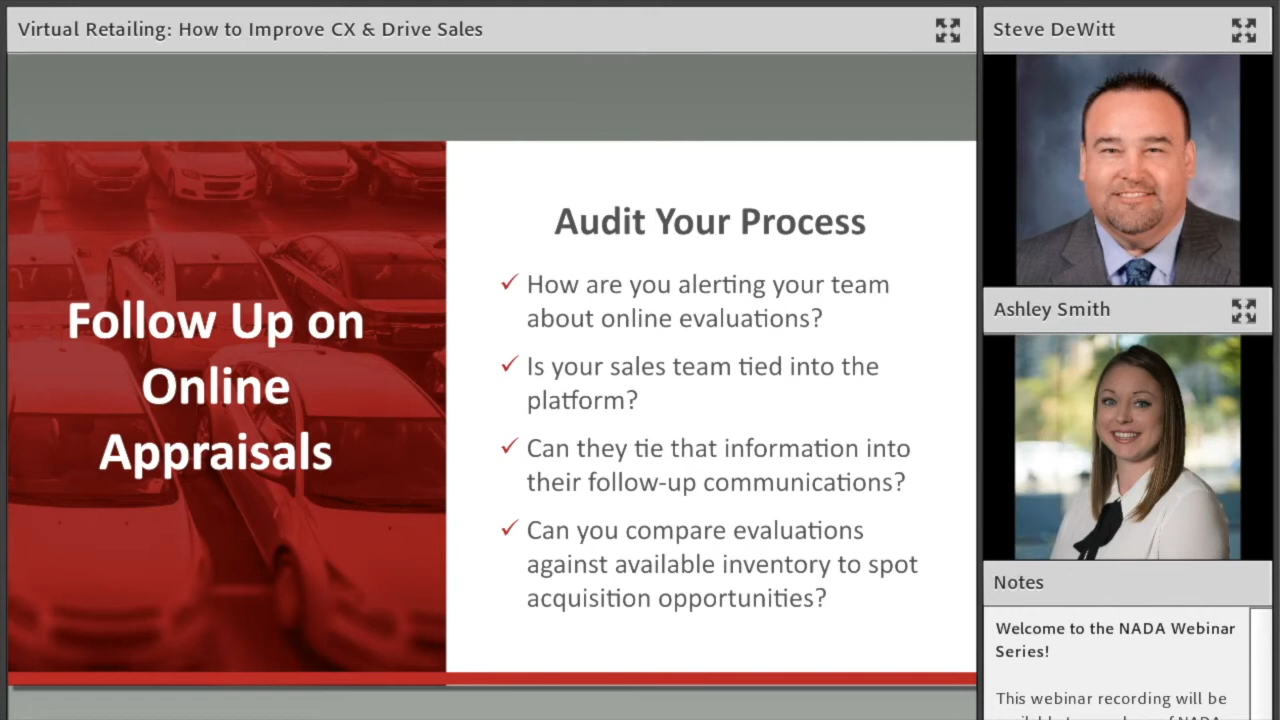 Virtual Retailing: How to Improve CX & Drive Sales
Follow Up on
Online
Appraisals
Audit Your Process
✓ How are you alerting your team
about online evaluations?
✓ Is your sales team tied into the
platform?
✓ Can they tie that information into
their follow-up communications?
✓ Can you compare evaluations
against available inventory to spot
acquisition opportunities?
Steve DeWitt
Ashley Smith
Notes
Welcome to the NADA Webinar
Series!
This webinar recording will be